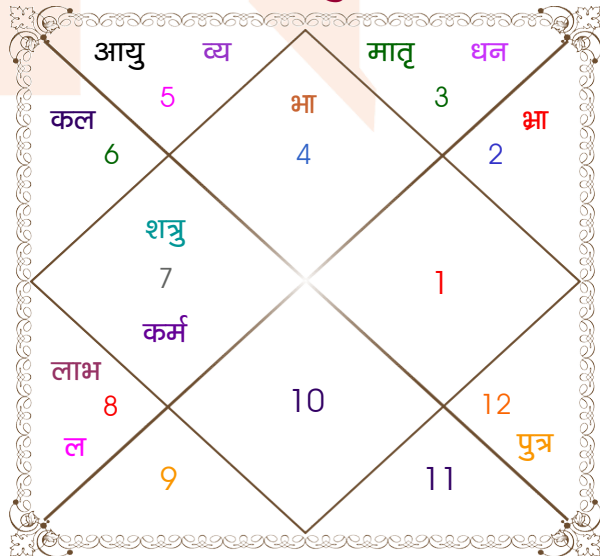 आयु व्य मातृ धन
5 भा 3
कल 4 भ्रा
6 2
शत्रु
7 1
कर्म
लाभ
8 10 12
ल पुत्र
9 11